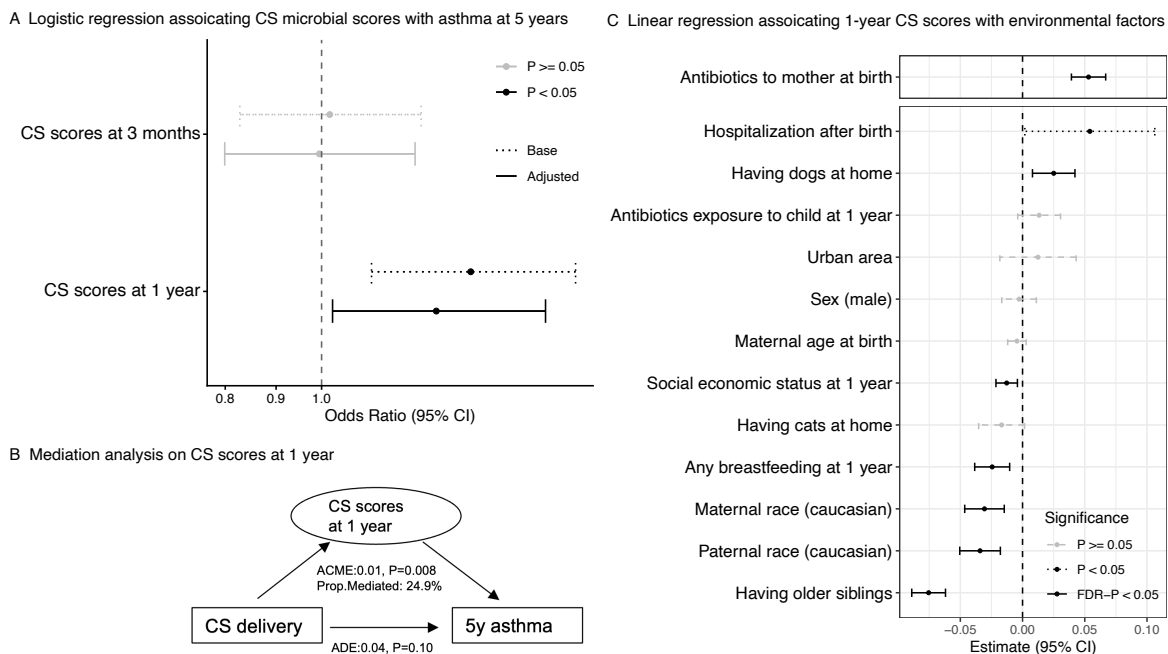 A Logistic regression assoicating CS microbial scores with asthma at 5 years
P >= 0.05
P < 0.05
CS scores at 3 months
Base
Adjusted
CS scores at 1 year
0.8 0.9 1.0
Odds Ratio (95% CI)
B Mediation analysis on CS scores at 1 year
CS scores
at 1 year
ACME:0.01, P=0.008
Prop.Mediated: 24.9%
CS delivery
5y asthma
ADE:0.04, P=0.10
C Linear regression assoicating 1-year CS scores with environmental factors
Antibiotics to mother at birth
Hospitalization after birth
Having dogs at home
Antibiotics exposure to child at 1 year
Urban area
Sex (male)
Maternal age at birth
Social economic status at 1 year
Having cats at home
Any breastfeeding at 1 year
Maternal race (caucasian)
Paternal race (caucasian)
Having older siblings
Significance
P >= 0.05
P < 0.05
FDR−P < 0.05
−0.05 0.00 0.05 0.10
Estimate (95% CI)